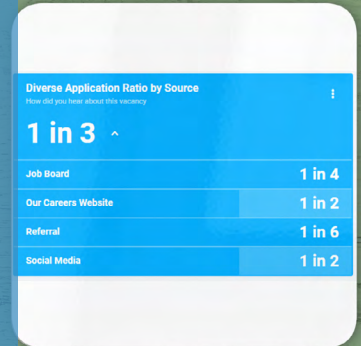 Diverse Application Ratio by Source
How did you hear about this vacancy
1 in 3
Job Board 1 in 4
Our Careers Website 1 in 2
Referral 1 in 6
Social Media 1 in 2